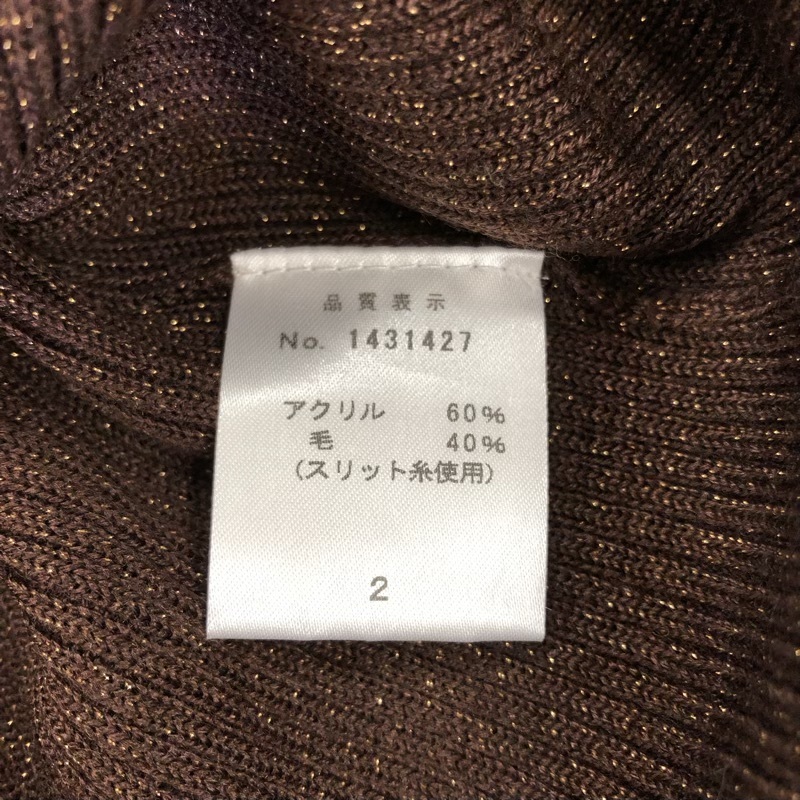 品質表示
No. 1431427
アクリル 60%
毛 40%
(スリット糸使用)
2